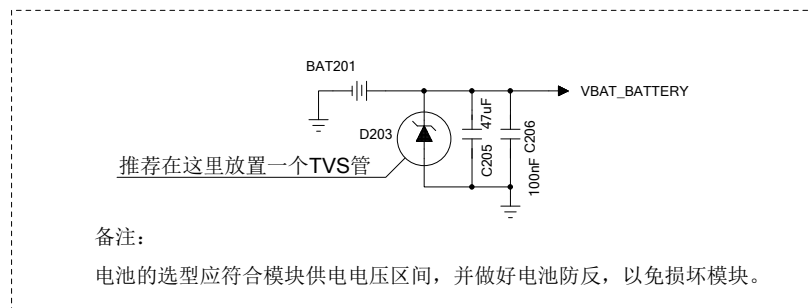 BAT201
VBAT_BATTERY
D203
47uF
C205
C206
100nF
推荐在这里放置一个TVS管
备注：
电池的选型应符合模块供电电压区间，并做好电池防反，以免损坏模块。